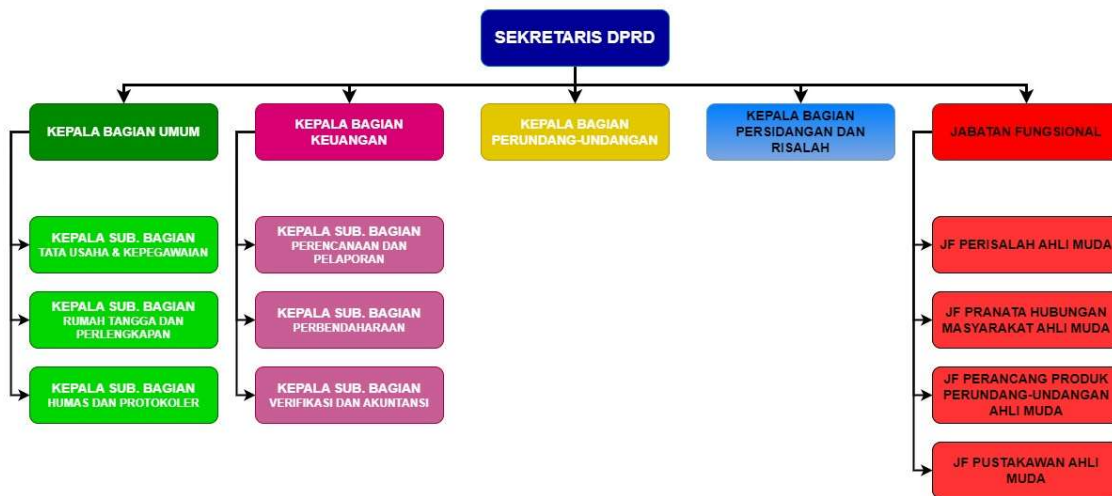 SEKRETARIS DPRD
KEPALA BAGIAN UMUM
KEPALA BAGIAN
KEUANGAN
KEPALA BAGIAN
PERUNDANG-UNDANGAN
KEPALA BAGIAN
PERSIDANGAN DAN
RISALAH
JABATAN FUNGSIONAL
KEPALA SUB. BAGIAN
TATA USAHA & KEPEGAWAIAN
KEPALA SUB. BAGIAN
RUMAH TANGGA DAN
PERLENGKAPAN
KEPALA SUB. BAGIAN
HUMAS DAN PROTOKOLER
KEPALA SUB. BAGIAN
PERENCANAAN DAN
PELAPORAN
KEPALA SUB. BAGIAN
PERBENDAHARAAN
KEPALA SUB. BAGIAN
VERIFIKASI DAN AKUNTANSI
JF PERISALAH AHLI MUDA
JF PRANATA HUBUNGAN
MASYARAKAT AHLI MUDA
JF PERANCANG PRODUK
PERUNDANG-UNDANGAN
AHLI MUDA
JF PUSTAKAWAN AHLI
MUDA